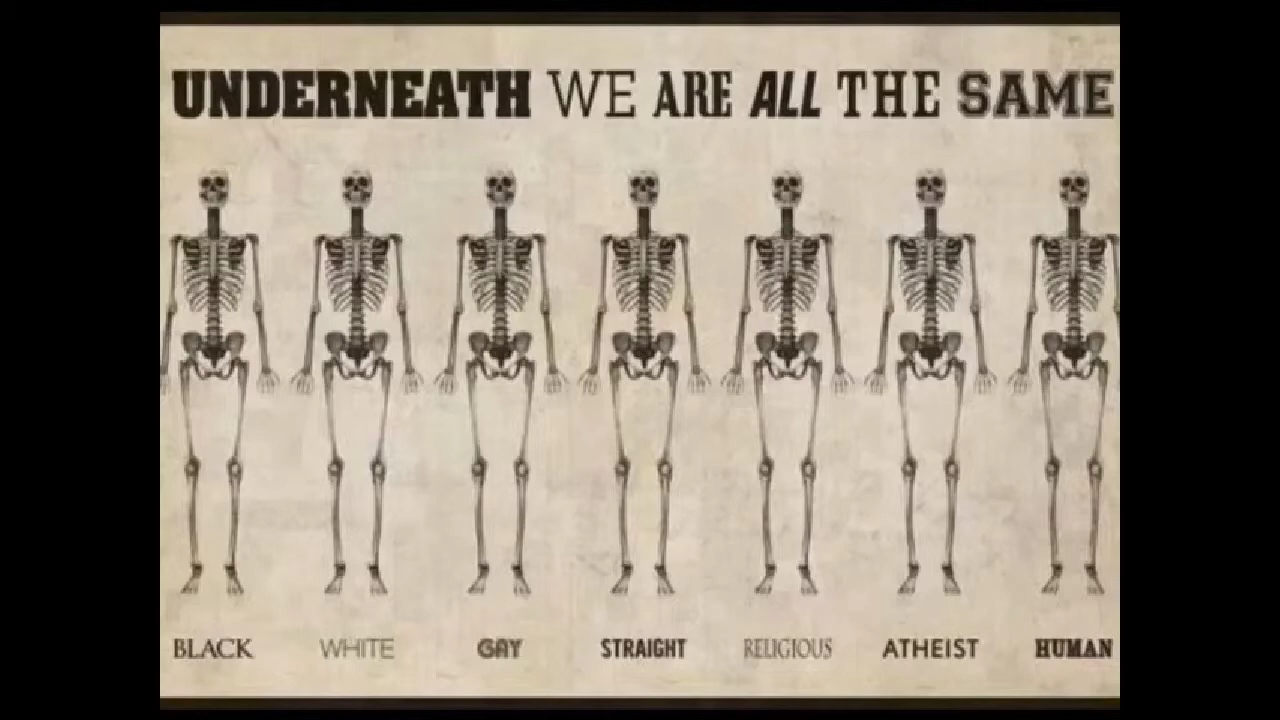 UNDERNEATH WE ARE ALL THE SAME
BLACK WHITE GAY STRAIGHT RELIGIOUS ATHEIST HUMAN